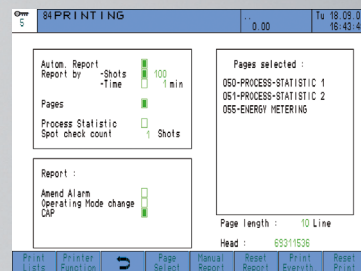 5
84PRINTING
..
0.00
Tu 18.09.0
16:43:4
Autom. Report
Report by -Shots 100
-Time 1 min
Pages
Process Statistic
Spot check count 1 Shots
Report :
Amend Alarm
Operating Mode change
CAP
Pages selected :
050-PROCESS-STATISTIC 1
051-PROCESS-STATISTIC 2
055-ENERGY METERING
Page length : 10 Line
Head : 69311536
Print Lists
Printer Function
Page Select
Manual Report
Reset Report
Print Everyth.
Reset Print